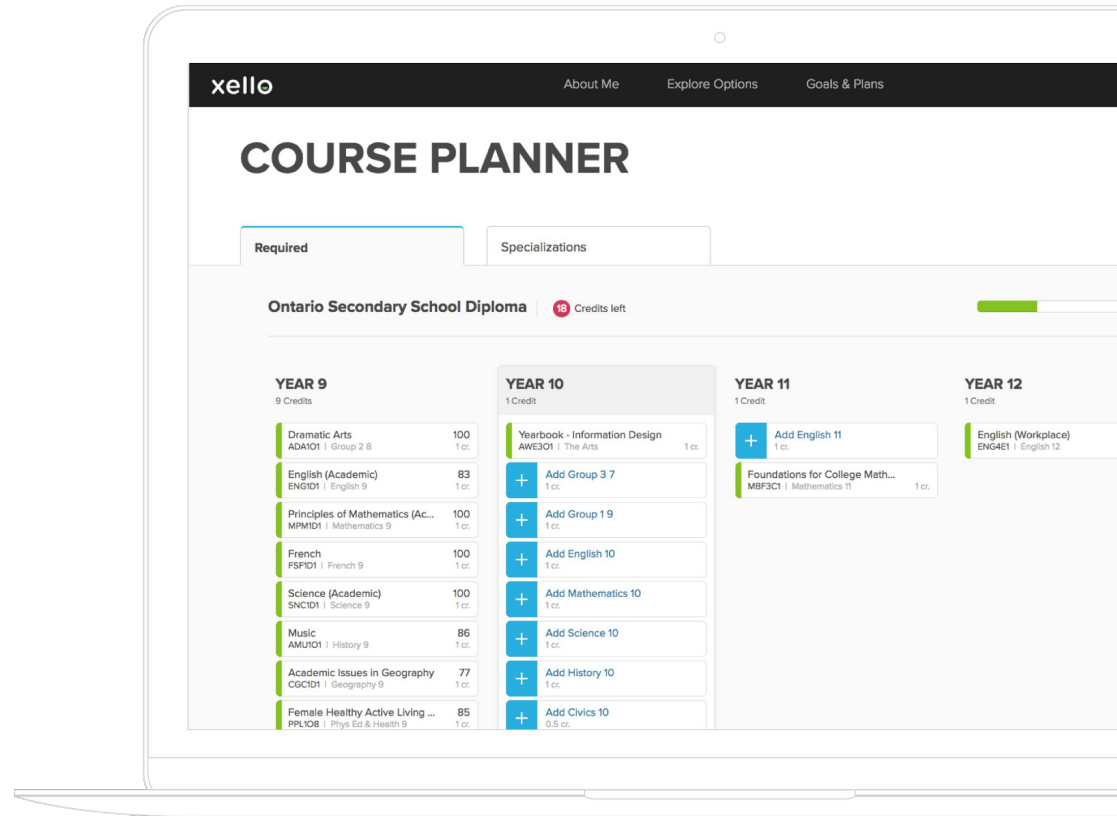 xello
About Me
Explore Options
Goals & Plans
COURSE PLANNER
Required
Specializations
Ontario Secondary School Diploma
18 Credits left
YEAR 9
9 Credits
Dramatic Arts 100
ADA1O1 | Group 2 8 1 cr.
English (Academic) 83
ENG1D1 | English 9 1 cr.
Principles of Mathematics (Ac... 100
MPM1D1 | Mathematics 9 1 cr.
French 100
FSF1D1 | French 9 1 cr.
Science (Academic) 100
SNC1D1 | Science 9 1 cr.
Music 86
AMU1O1 | History 9 1 cr.
Academic Issues in Geography 77
CGC1D1 | Geography 9 1 cr.
Female Healthy Active Living ... 85
PPL1O8 | Phys Ed & Health 9 1 cr.
YEAR 10
1 Credit
Yearbook - Information Design
AWE3O1 | The Arts 1 cr.
+ Add Group 3 7
1 cr.
+ Add Group 1 9
1 cr.
+ Add English 10
1 cr.
+ Add Mathematics 10
1 cr.
+ Add Science 10
1 cr.
+ Add History 10
1 cr.
+ Add Civics 10
0.5 cr.
YEAR 11
1 Credit
+ Add English 11
1 cr.
Foundations for College Math...
MBF3C1 | Mathematics 11 1 cr.
YEAR 12
1 Credit
English (Workplace)
ENG4E1 | English 12